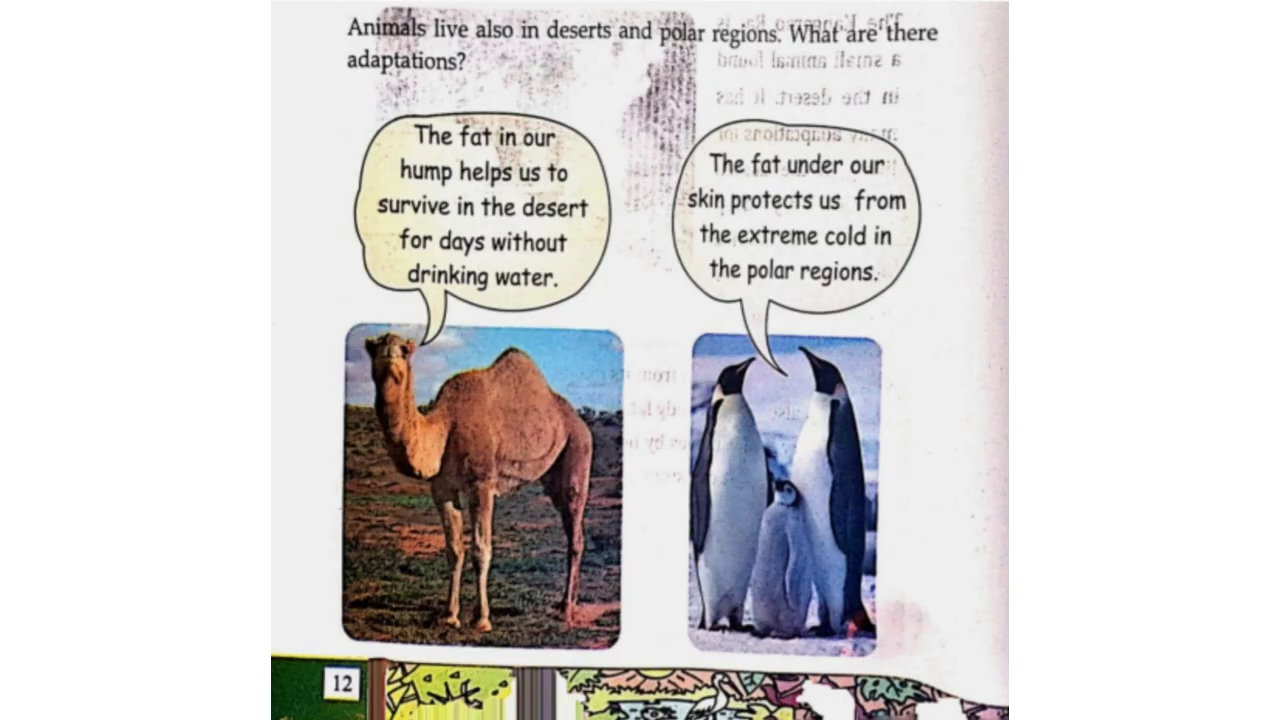 Animals live also in deserts and polar regions. What are there
adaptations?
The fat in our
hump helps us to
survive in the desert
for days without
drinking water.
The fat under our
skin protects us from
the extreme cold in
the polar regions.
12